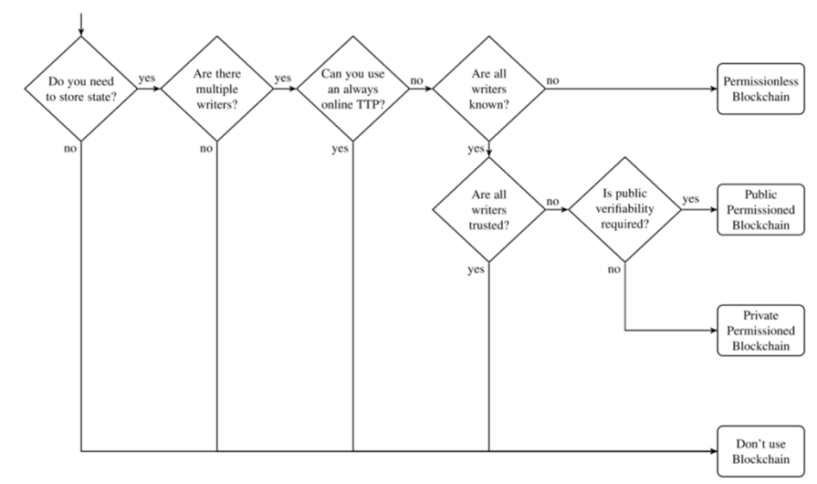 Do you need
to store state?
yes
no
Are there
multiple
writers?
yes
no
Can you use
an always
online TTP?
no
yes
Are all
writers
known?
no
yes
Permissionless
Blockchain
Are all
writers
trusted?
no
yes
Is public
verifiability
required?
yes
no
Public
Permissioned
Blockchain
Private
Permissioned
Blockchain
Don't use
Blockchain